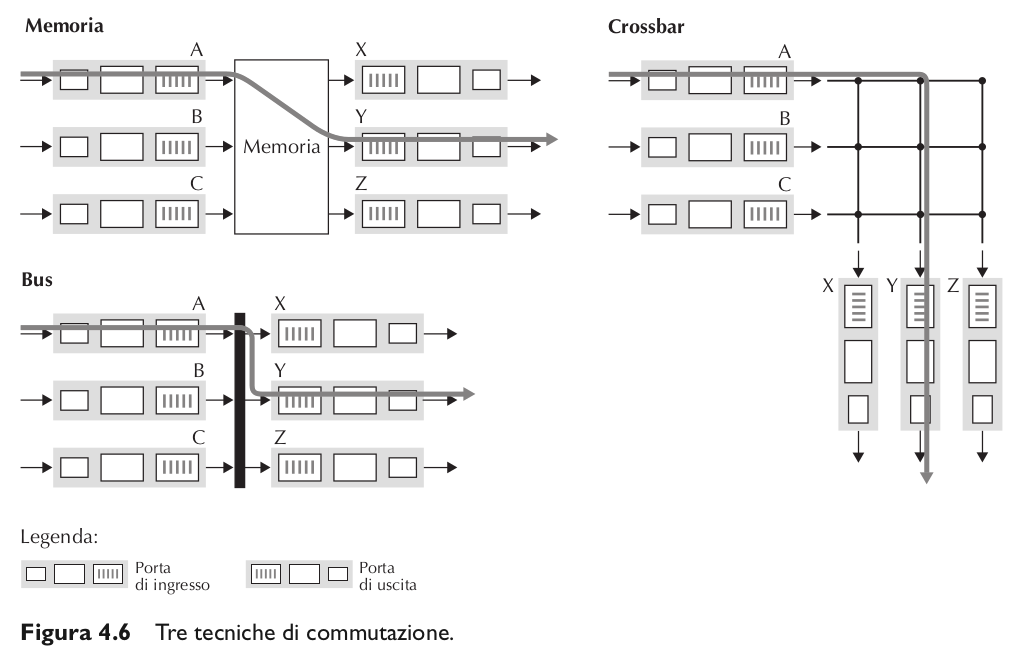 Memoria
A
X
B
Y
Memoria
C
Z
Crossbar
A
B
C
X
Y
Z
Bus
A
X
B
Y
C
Z
Legenda:
Porta
di ingresso
Porta
di uscita
Figura 4.6 Tre tecniche di commutazione.